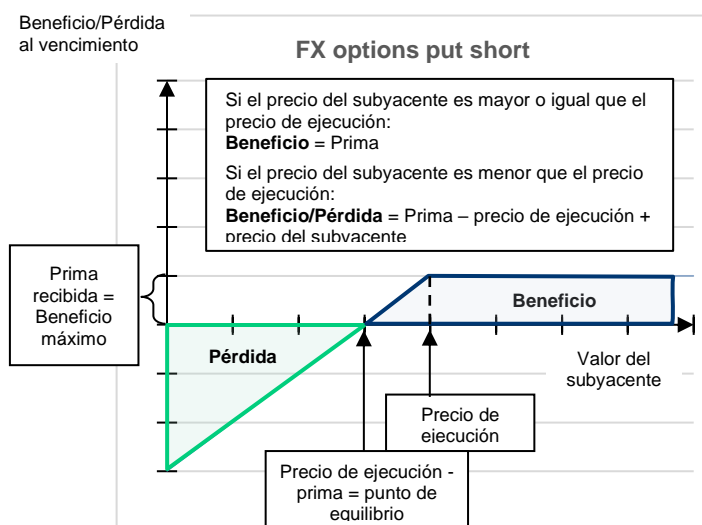 Beneficio/Pérdida
al vencimiento
FX options put short
Si el precio del subyacente es mayor o igual que el
precio de ejecución:
Beneficio = Prima
Si el precio del subyacente es menor que el precio
de ejecución:
Beneficio/Pérdida = Prima – precio de ejecución +
precio del subyacente
Prima
recibida =
Beneficio
máximo
Beneficio
Pérdida
Valor del
subyacente
Precio de
ejecución
Precio de ejecución -
prima = punto de
equilibrio